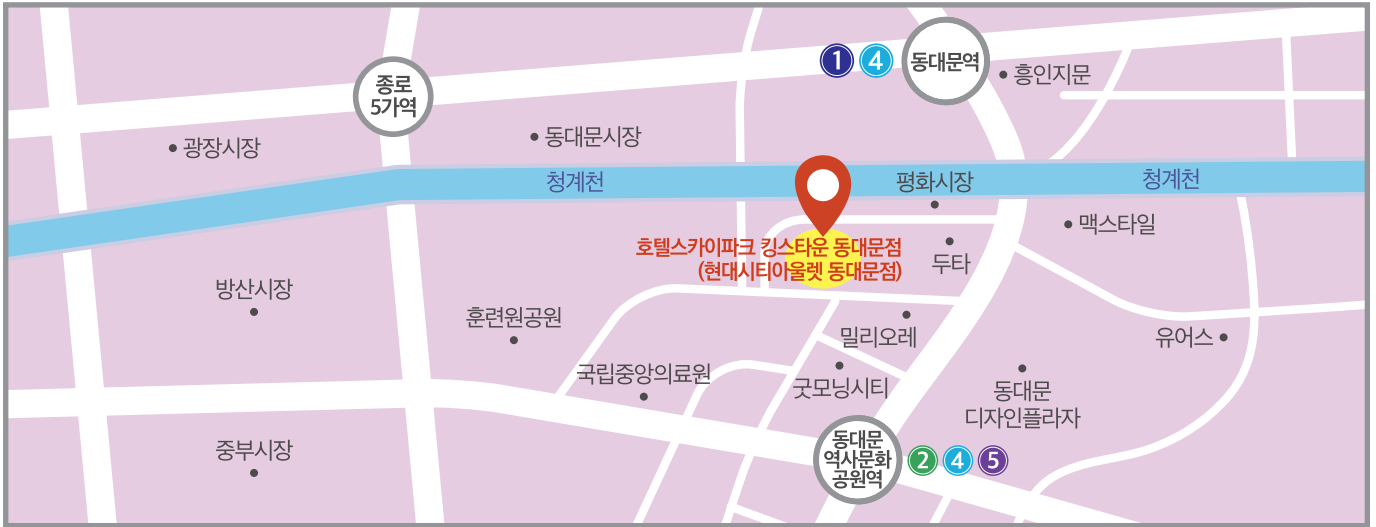 1
4
동대문역
흥인지문
종로
5가역
동대문시장
광장시장
청계천
평화시장
청계천
맥스타일
호텔스카이파크 킹스타운 동대문점
(현대시티아울렛 동대문점)
두타
방산시장
훈련원공원
밀리오레
유어스
국립중앙의료원
굿모닝시티
동대문
디자인플라자
중부시장
동대문
역사문화
공원역
2
4
5